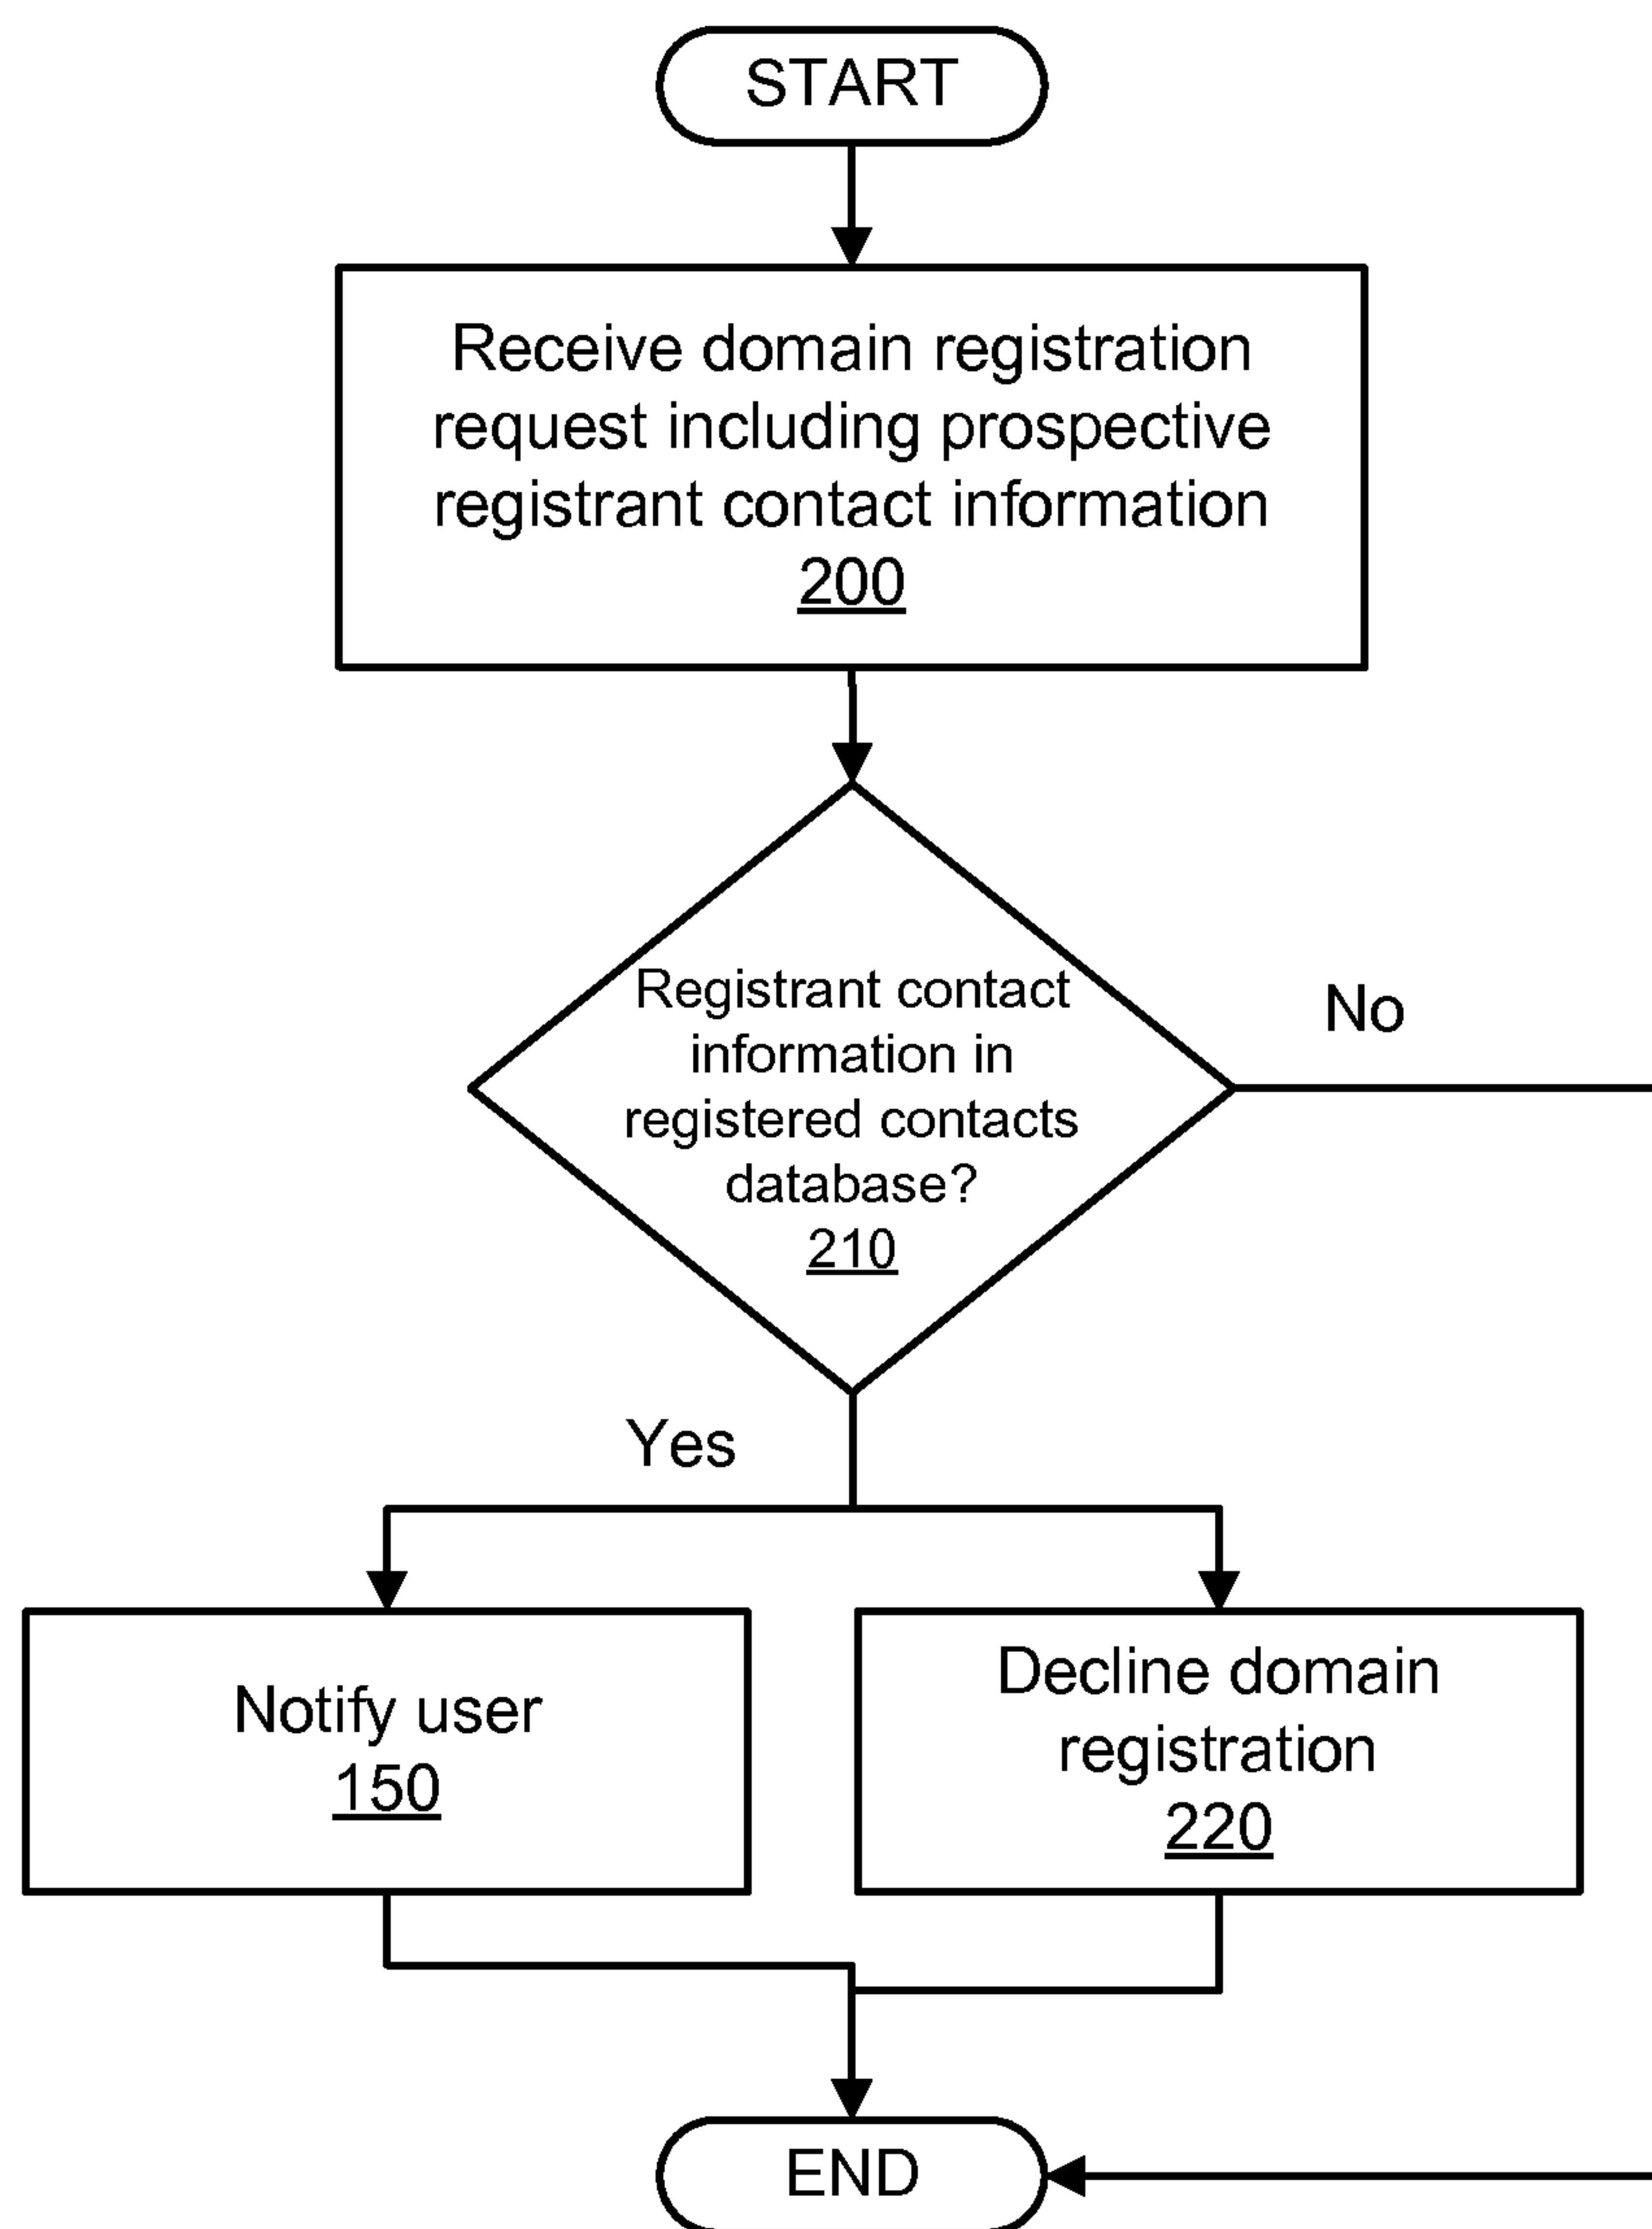 START
Receive domain registration
request including prospective
registrant contact information
200
Registrant contact
information in
registered contacts
database?
210
No
Yes
Notify user
150
Decline domain
registration
220
END